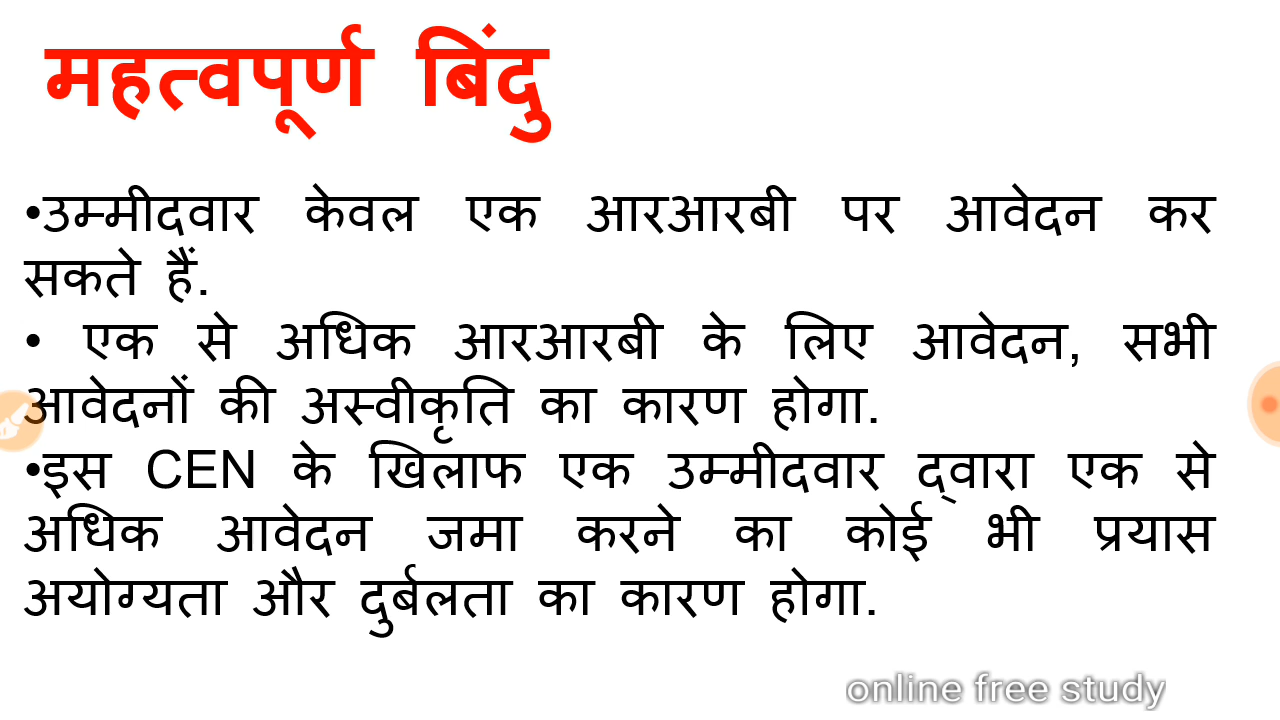 महत्वपूर्ण बिंदु
•उम्मीदवार केवल एक आरआरबी पर आवेदन कर
सकते हैं.
• एक से अधिक आरआरबी के लिए आवेदन, सभी
आवेदनों की अस्वीकृति का कारण होगा.
•इस CEN के खिलाफ एक उम्मीदवार द्वारा एक से
अधिक आवेदन जमा करने का कोई भी प्रयास
अयोग्यता और दुर्बलता का कारण होगा.
online free study